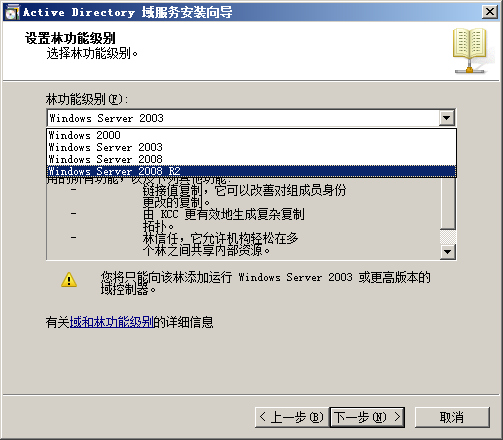 Active Directory 域服务安装向导
设置林功能级别
选择林功能级别。
林功能级别(F):
Windows Server 2003
Windows 2000
Windows Server 2003
Windows Server 2008
Windows Server 2008 R2
- 链接值复制，它可以改善对组成员身份
更改的复制。
- 由 KCC 更有效地生成复杂复制
拓扑。
- 林信任，它允许机构轻松在多
个林之间共享内部资源。
您将只能向该林添加运行 Windows Server 2003 或更高版本的
域控制器。
有关域和林功能级别的详细信息
< 上一步(B)
下一步(N) >
取消